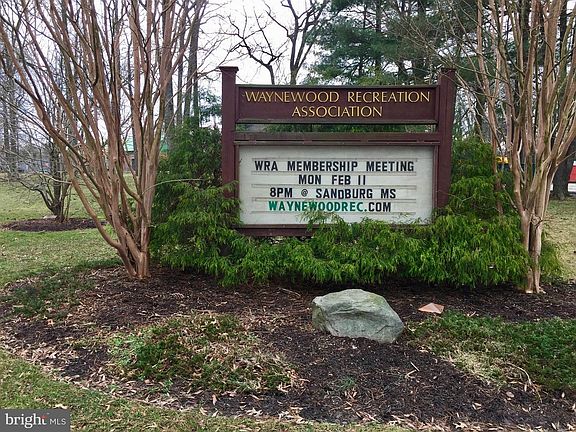 WAYNEWOOD RECREATION
ASSOCIATION
WRA MEMBERSHIP MEETING
MON FEB 11
8PM @ SANDBURG MS
WAYNEWOODREC.COM
bright MLS